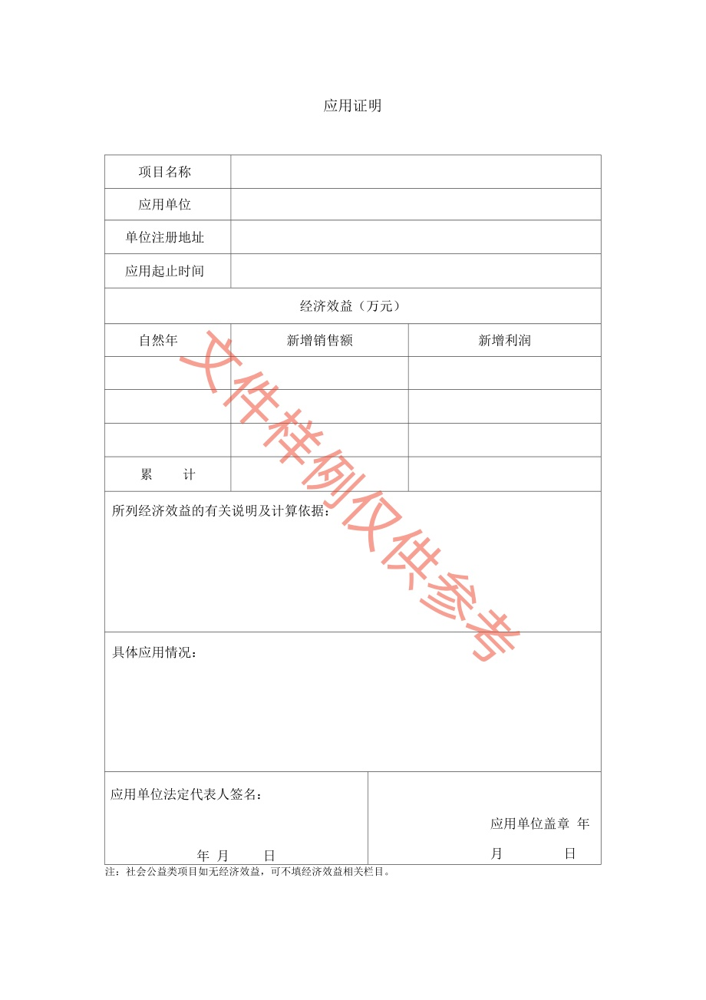 应用证明
项目名称
应用单位
单位注册地址
应用起止时间
经济效益（万元）
自然年 新增销售额 新增利润
累 计
所列经济效益的有关说明及计算依据：
具体应用情况：
应用单位法定代表人签名：
年 月 日
应用单位盖章 年
月 日
注：社会公益类项目如无经济效益，可不填经济效益相关栏目。
文件样例仅供参考